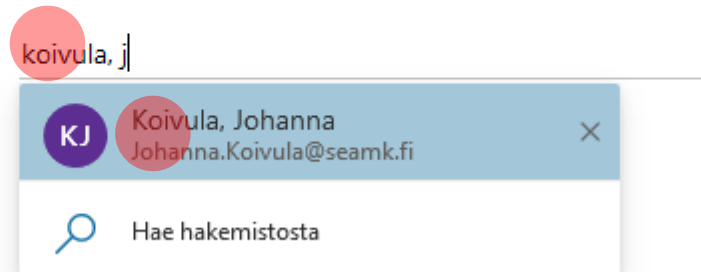 koivula, j
KJ
Koivula, Johanna
Johanna.Koivula@seamk.fi
Hae hakemistosta